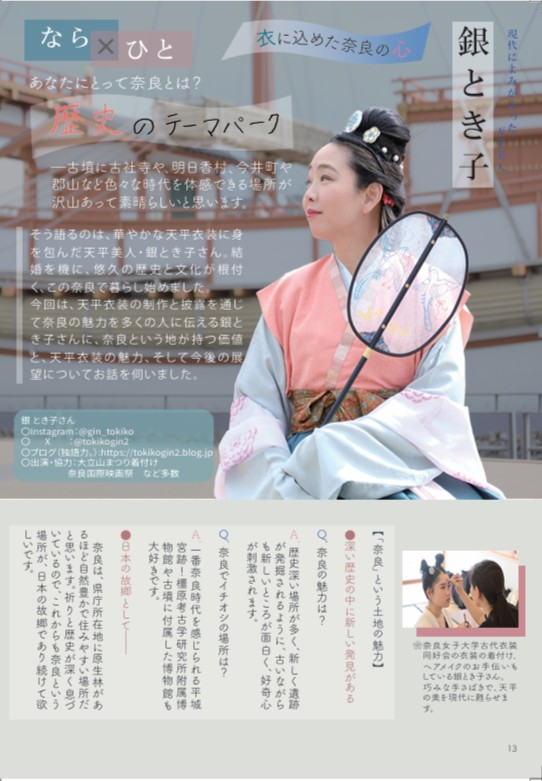 なら×ひと
衣に込めた奈良の心
現代によみがえった
銀とき子
あなたにとって奈良とは?
歴史のテーマパーク
―古墳に古社寺や、明日香村、今井町や
郡山など色々な時代を体感できる場所が
沢山あって素晴らしいと思います。
そう語るのは、華やかな天平衣装に身
を包んだ天平美人・銀とき子さん。結
婚を機に、悠久の歴史と文化が根付
く、この奈良で暮らし始めました。
今回は、天平衣装の制作と披露を通じ
て奈良の魅力を多くの人に伝える銀と
き子さんに、奈良という地が持つ価値
と、天平衣装の魅力、そして今後の展
望についてお話を伺いました。
銀 とき子さん
〇Instagram:@gin_tokiko
〇 X :@tokikogin2
〇ブログ(独語力。):https://tokikogin2.blog.jp
〇出演・協力:大立山まつり着付け
奈良国際映画祭 など多数
【「奈良」という土地の魅力】
●深い歴史の中に新しい発見がある
Q、奈良の魅力は?
A、歴史深い場所が多く、新しく遺跡
が発掘されるように、古いながら
も新しいところが面白く、好奇心
が刺激されます。
Q、奈良でイチオシの場所は?
A、一番奈良時代を感じられる平城
宮跡!橿原考古学研究所附属博
物館や古墳に付属した博物館も
大好きです。
●日本の故郷として――
奈良は、県庁所在地に原生林があ
るほど自然豊かで住みやすい場所だ
と思います。祈りと歴史が深く息づ
いているので、これからも奈良という
場所が、日本の故郷であり続けて欲
しいです。
※奈良女子大学古代衣装
同好会の衣装の着付け、
ヘアメイクのお手伝いも
している銀とき子さん。
巧みな手さばきで、天平
の美を現代に甦らせま
す。
13